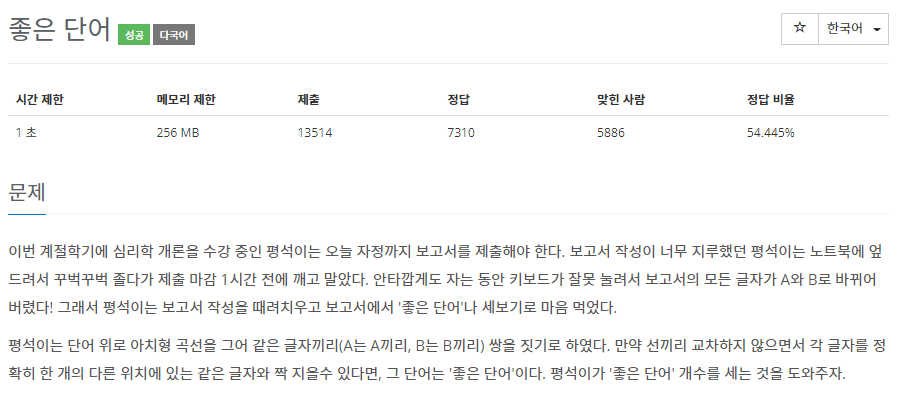 좋은 단어 성공 다국어
☆ 한국어
시간 제한 메모리 제한 제출 정답 맞힌 사람 정답 비율
1 초 256 MB 13514 7310 5886 54.445%
문제
이번 계절학기에 심리학 개론을 수강 중인 평석이는 오늘 자정까지 보고서를 제출해야 한다. 보고서 작성이 너무 지루했던 평석이는 노트북에 엎
드려서 꾸벅꾸벅 졸다가 제출 마감 1시간 전에 깨고 말았다. 안타깝게도 자는 동안 키보드가 잘못 눌려서 보고서의 모든 글자가 A와 B로 바뀌어
버렸다! 그래서 평석이는 보고서 작성을 때려치우고 보고서에서 '좋은 단어'나 세보기로 마음 먹었다.
평석이는 단어 위로 아치형 곡선을 그어 같은 글자끼리(A는 A끼리, B는 B끼리) 쌍을 짓기로 하였다. 만약 선끼리 교차하지 않으면서 각 글자를 정
확히 한 개의 다른 위치에 있는 같은 글자와 짝 지을수 있다면, 그 단어는 '좋은 단어'이다. 평석이가 '좋은 단어' 개수를 세는 것을 도와주자.